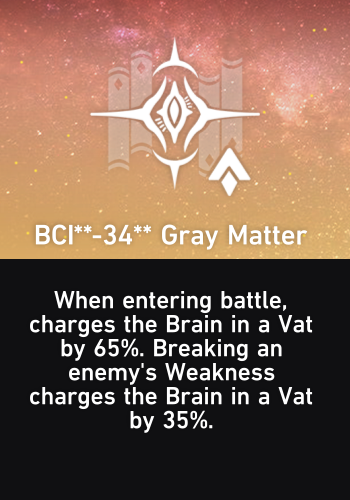 BCI**-34** Gray Matter
When entering battle,
charges the Brain in a Vat
by 65%. Breaking an
enemy's Weakness
charges the Brain in a Vat
by 35%.